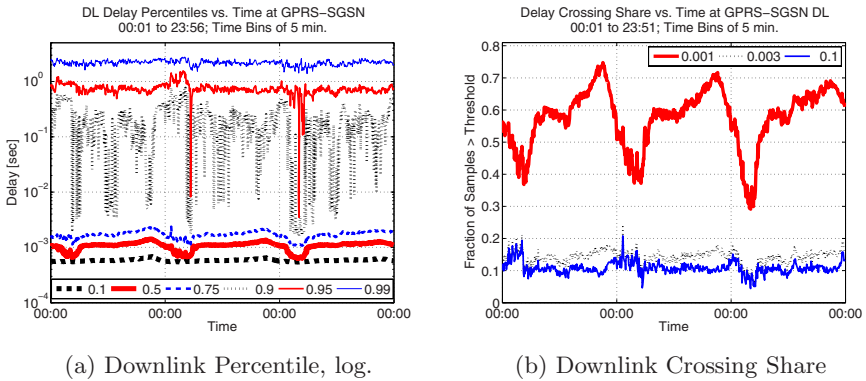 DL Delay Percentiles vs. Time at GPRS−SGSN
00:01 to 23:56; Time Bins of 5 min.
Delay [sec]
10^0
10^−1
10^−2
10^−3
10^−4
0.1 0.5 0.75 0.9 0.95 0.99
00:00 00:00 00:00 00:00
Time
(a) Downlink Percentile, log.
Delay Crossing Share vs. Time at GPRS−SGSN DL
00:01 to 23:51; Time Bins of 5 min.
Fraction of Samples > Threshold
0.8
0.7
0.6
0.5
0.4
0.3
0.2
0.1
0
0.001 0.003 0.1
00:00 00:00 00:00 00:00
Time
(b) Downlink Crossing Share